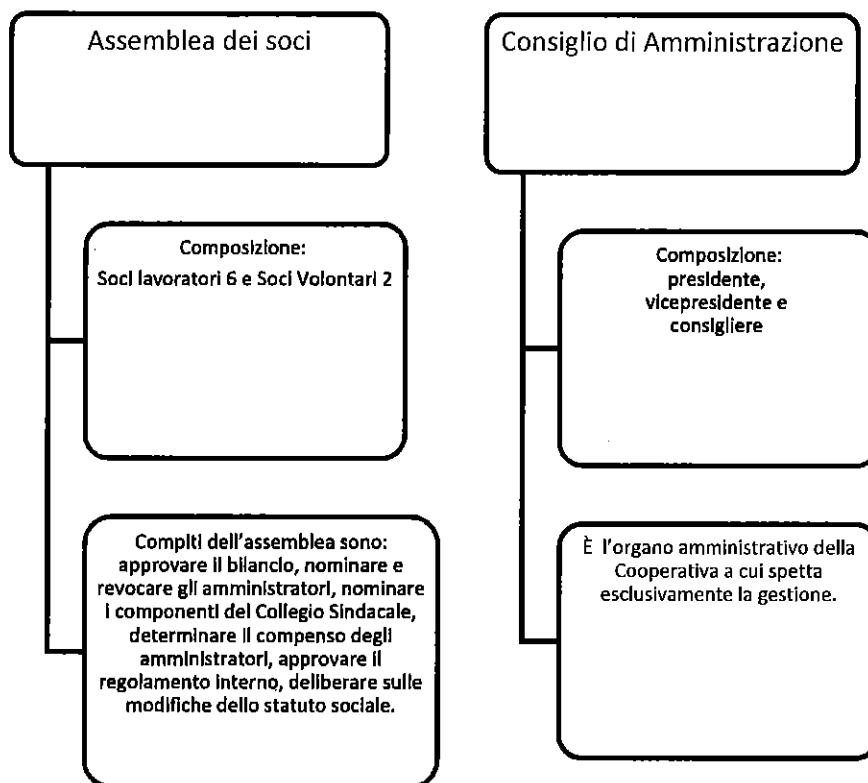 Assemblea dei soci
Composizione:
Soci lavoratori 6 e Soci Volontari 2
Compiti dell'assemblea sono:
approvare il bilancio, nominare e
revocare gli amministratori, nominare
i componenti del Collegio Sindacale,
determinare il compenso degli
amministratori, approvare il
regolamento interno, deliberare sulle
modifiche dello statuto sociale.
Consiglio di Amministrazione
Composizione:
presidente,
vicepresidente e
consigliere
È l'organo amministrativo della
Cooperativa a cui spetta
esclusivamente la gestione.